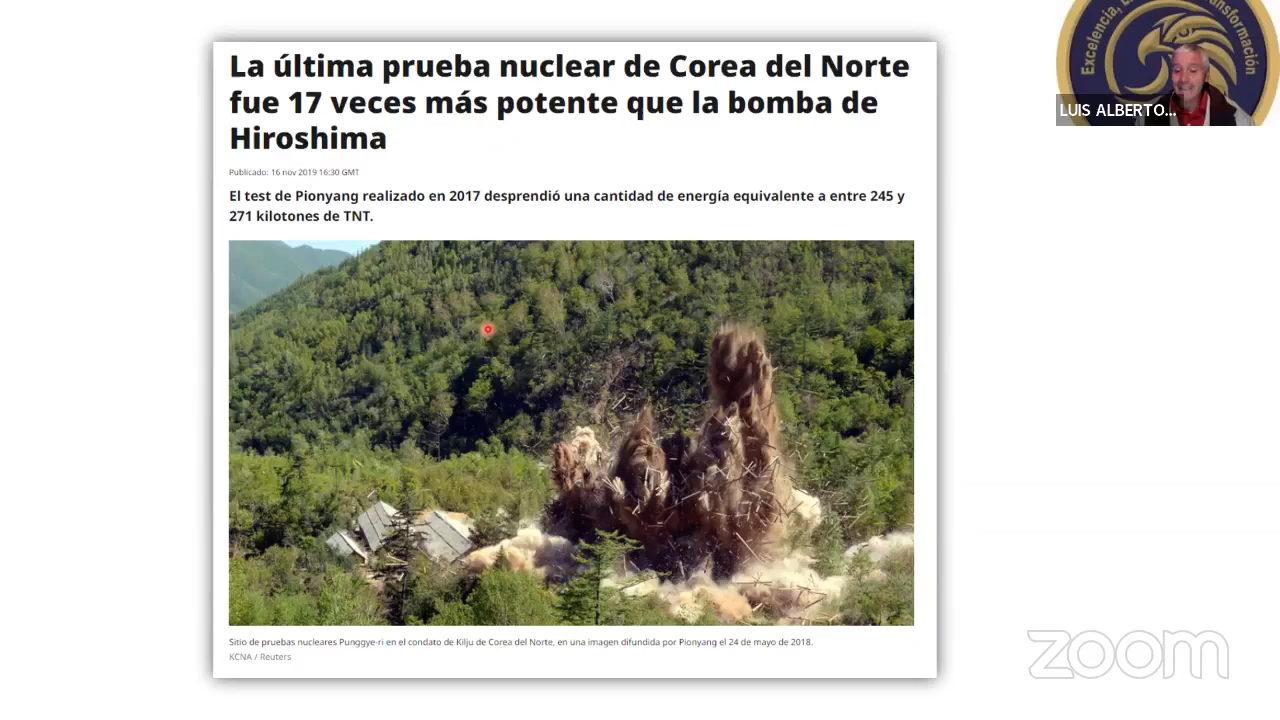 La última prueba nuclear de Corea del Norte
fue 17 veces más potente que la bomba de
Hiroshima
Publicado: 16 nov 2019 16:30 GMT
El test de Pionyang realizado en 2017 desprendió una cantidad de energía equivalente a entre 245 y
271 kilotones de TNT.
Sitio de pruebas nucleares Punggye-ri en el condato de Kilju de Corea del Norte, en una imagen difundida por Pionyang el 24 de mayo de 2018.
KCNA / Reuters
Excelencia,
LUIS ALBERTO...
zoom